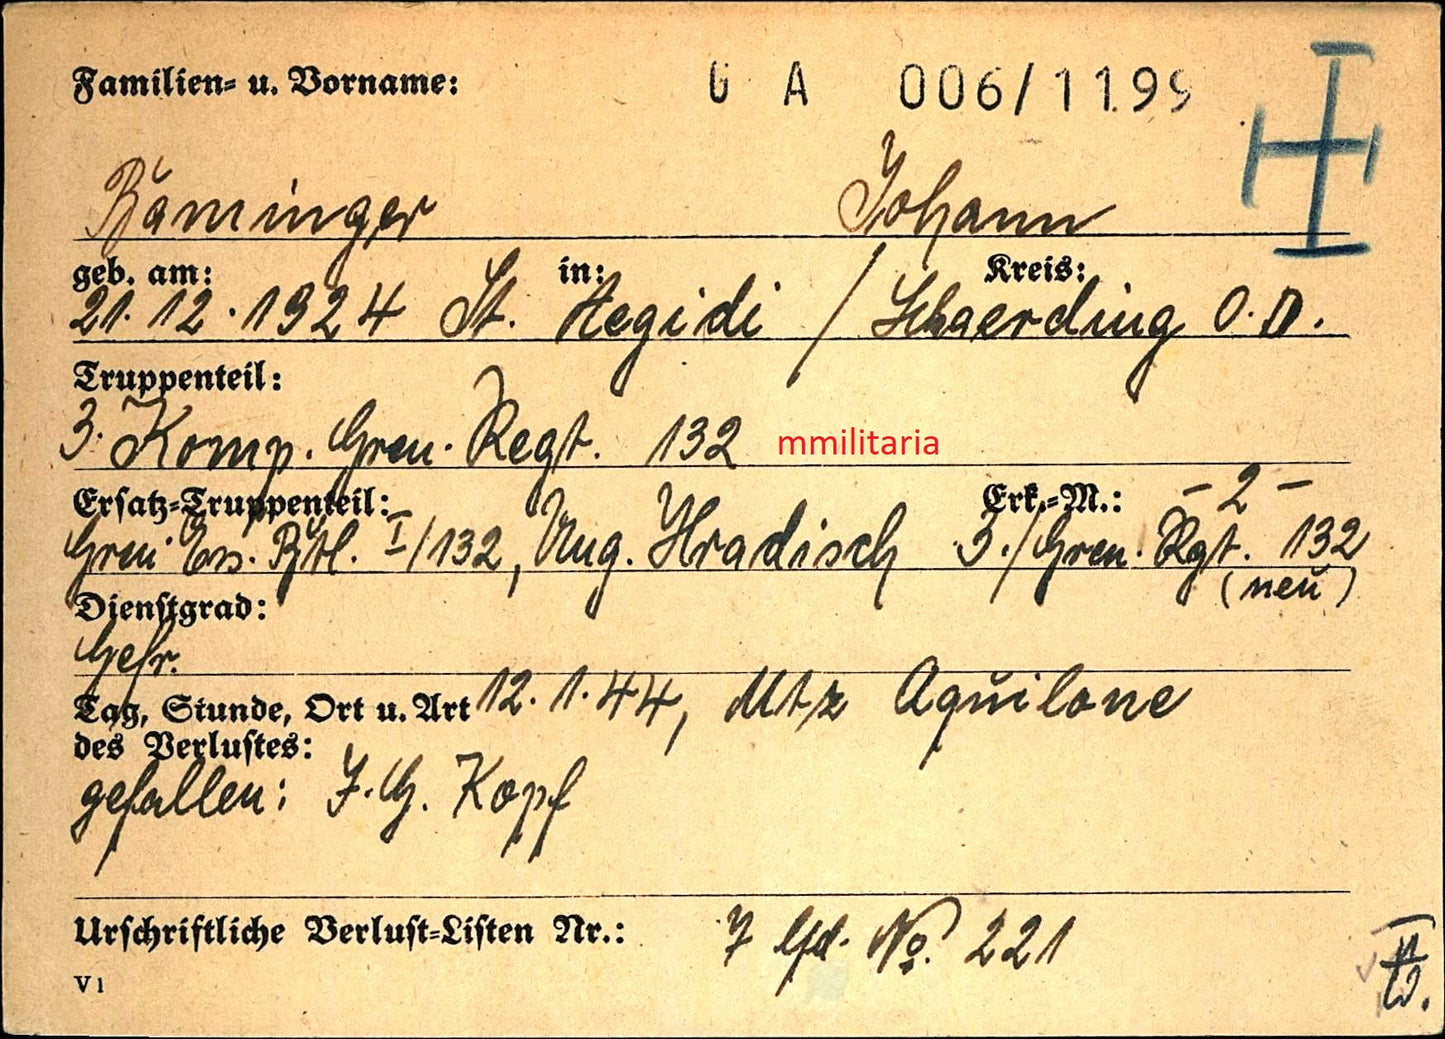 Familien- u. Vorname: G A 006/1199
Baminger Johann
geb. am: in: Kreis:
21.12.1924 St. Aegidi / Schaerding O.D.
Truppenteil:
3. Komp. Gren. Regt. 132 mmilitaria
Ersatz-Truppenteil: Erk.-M.: - 2 -
Gren. Ers. Btl. I/132, Ung. Hradisch 3./Gren. Rgt. 132
(neu)
Dienstgrad:
Gefr.
Tag, Stunde, Ort u. Art 12.1.44, Mtz Aquilone
des Verlustes:
gefallen: I.G. Kopf
Urschriftliche Verlust-Listen Nr.: 7 lfd. No. 221
V1